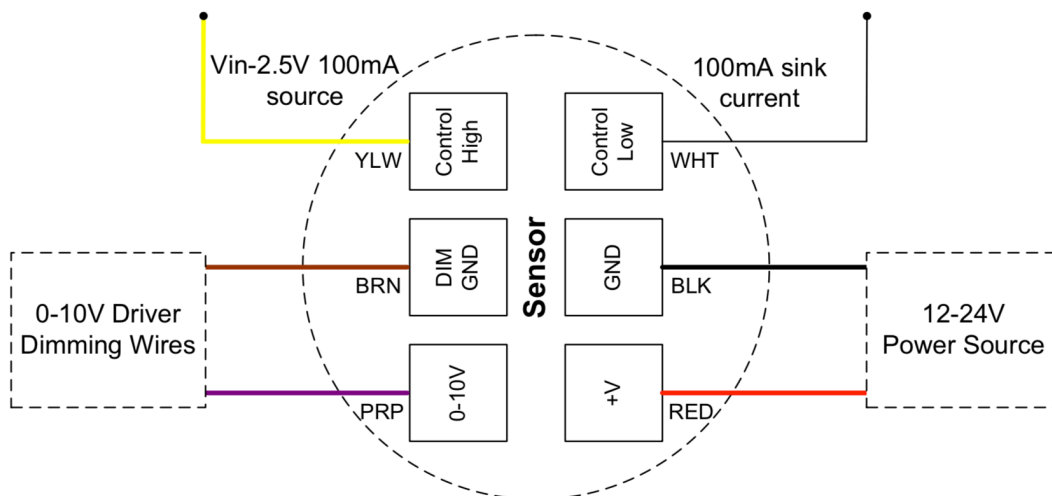 Vin-2.5V 100mA
source
100mA sink
current
Control
High
Control
Low
YLW
WHT
Sensor
DIM
GND
GND
BRN
BLK
0-10V Driver
Dimming Wires
12-24V
Power Source
0-10V
+V
PRP
RED